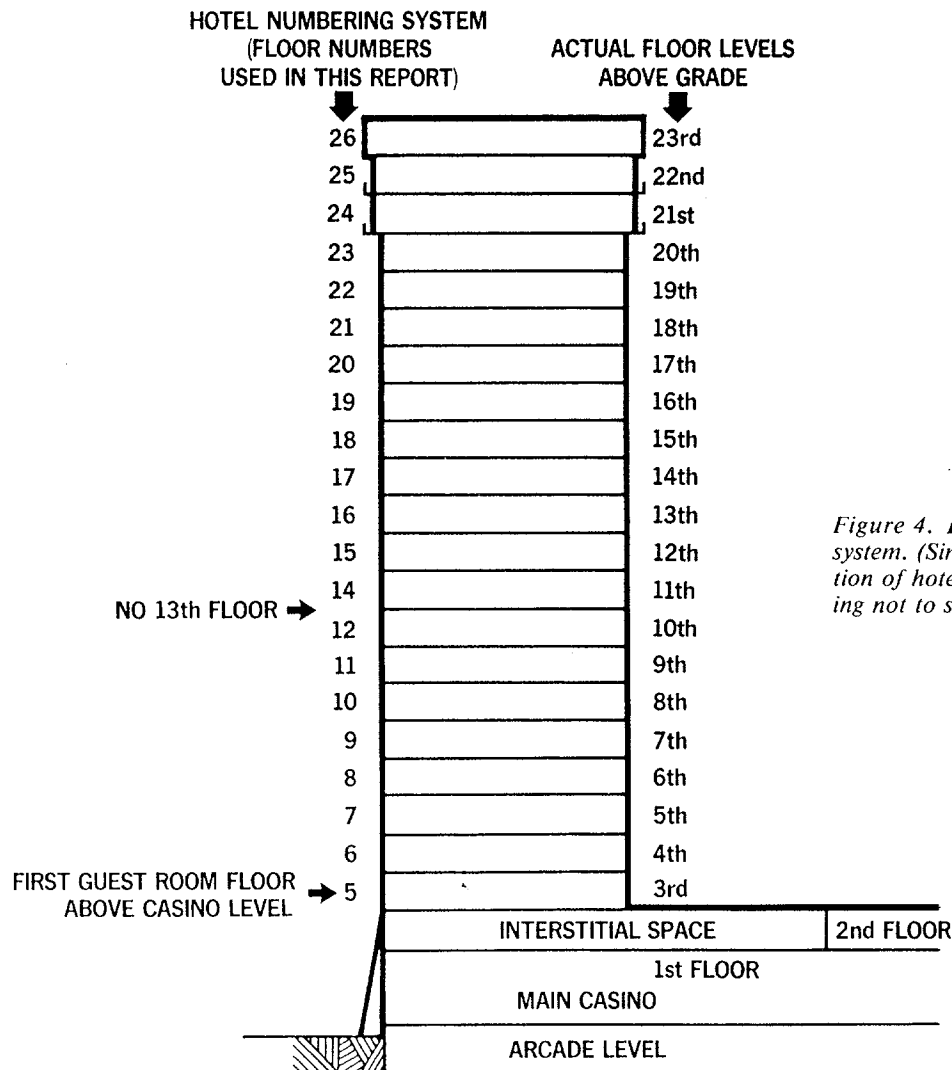 HOTEL NUMBERING SYSTEM
(FLOOR NUMBERS
USED IN THIS REPORT)
ACTUAL FLOOR LEVELS
ABOVE GRADE
26 23rd
25 22nd
24 21st
23 20th
22 19th
21 18th
20 17th
19 16th
18 15th
17 14th
16 13th
15 12th
14 11th
NO 13th FLOOR
12 10th
11 9th
10 8th
9 7th
8 6th
7 5th
6 4th
FIRST GUEST ROOM FLOOR
ABOVE CASINO LEVEL
5 3rd
INTERSTITIAL SPACE 2nd FLOOR
1st FLOOR
MAIN CASINO
ARCADE LEVEL
Figure 4.
system.
tion of
ing not to